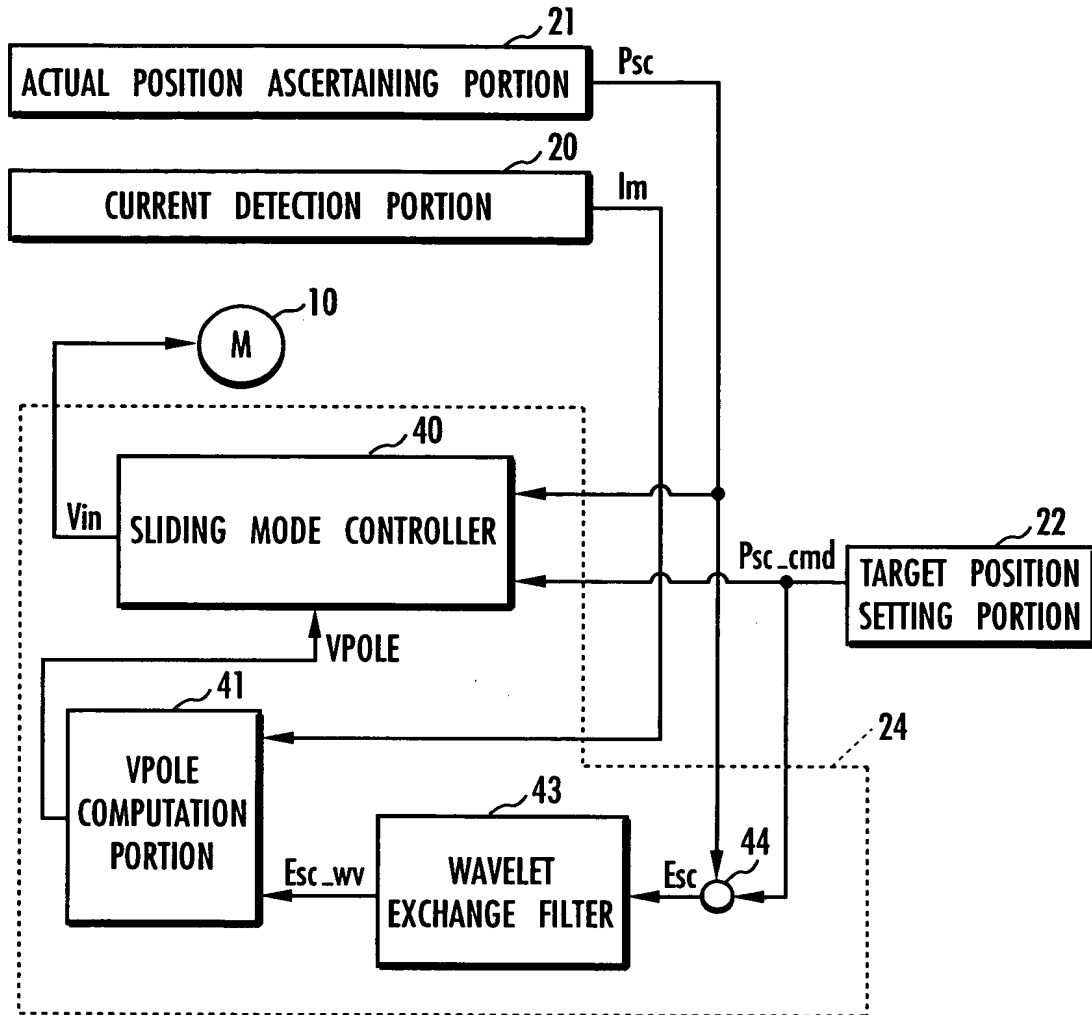 21
ACTUAL POSITION ASCERTAINING PORTION
Psc
20
CURRENT DETECTION PORTION
Im
10
M
40
SLIDING MODE CONTROLLER
Vin
22
Psc_cmd
TARGET POSITION
SETTING PORTION
VPOLE
41
VPOLE
COMPUTATION
PORTION
24
43
WAVELET
EXCHANGE FILTER
Esc_wv
Esc
44